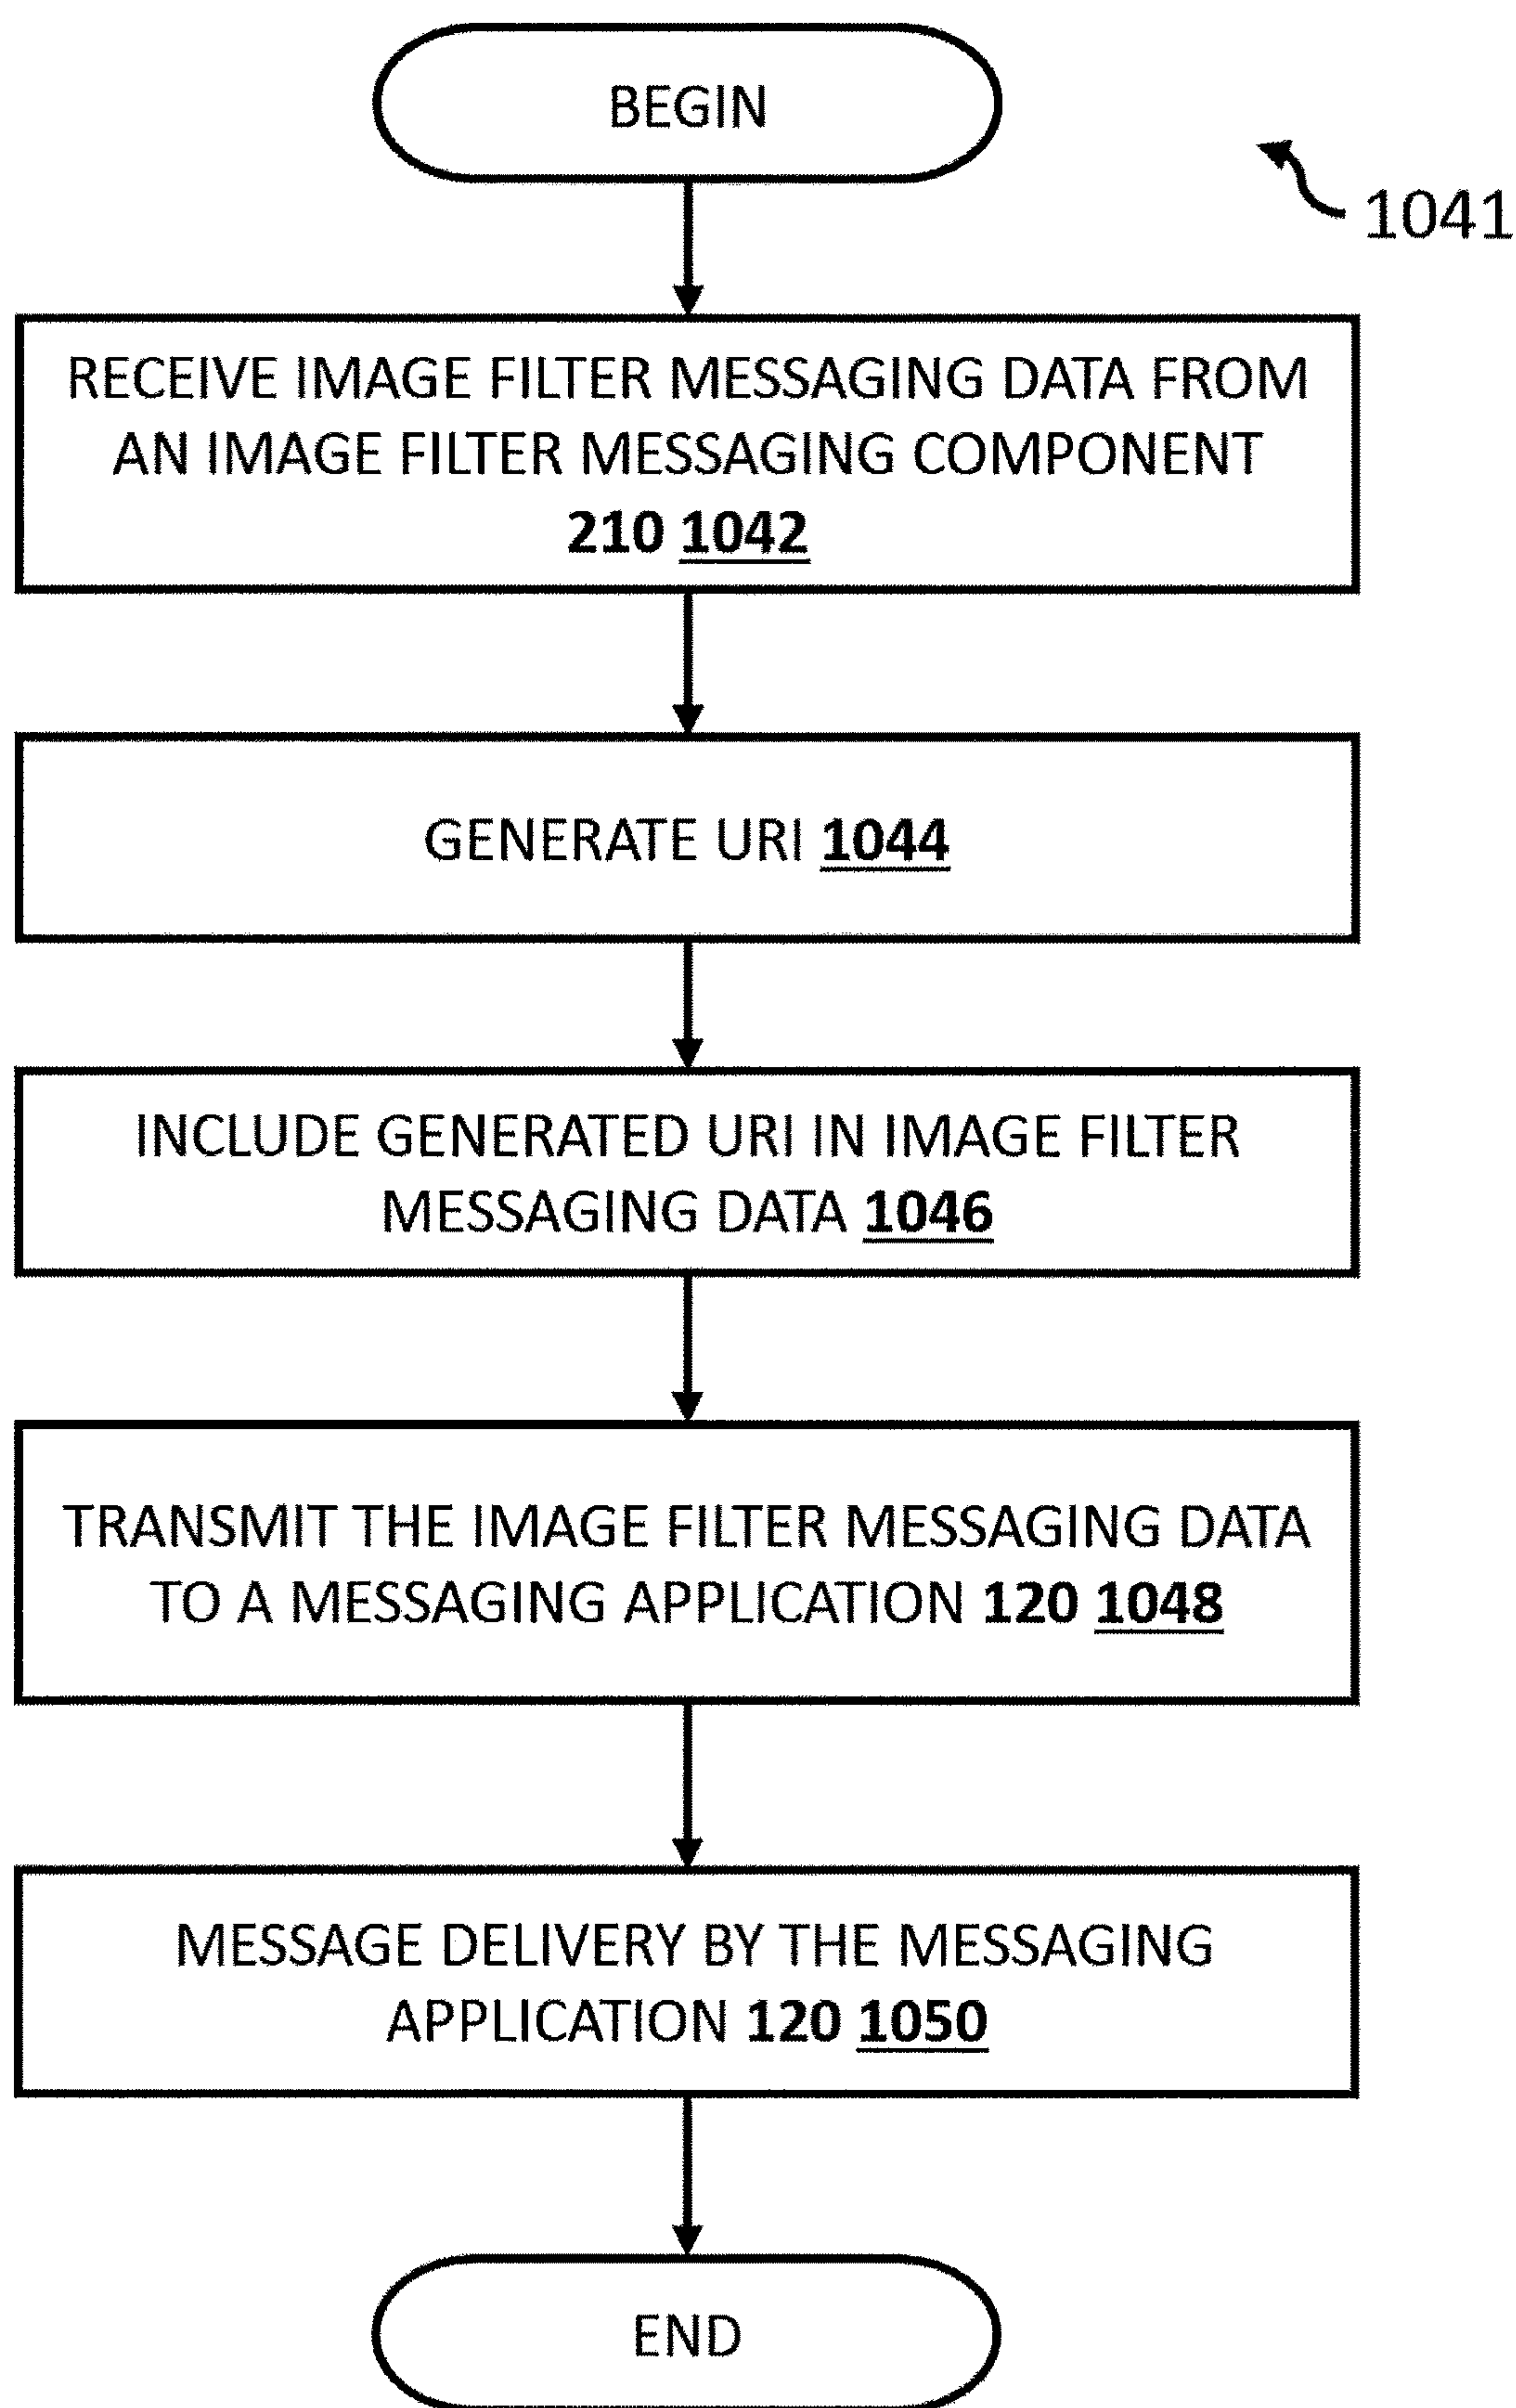 BEGIN
1041
RECEIVE IMAGE FILTER MESSAGING DATA FROM
AN IMAGE FILTER MESSAGING COMPONENT
210 1042
GENERATE URI 1044
INCLUDE GENERATED URI IN IMAGE FILTER
MESSAGING DATA 1046
TRANSMIT THE IMAGE FILTER MESSAGING DATA
TO A MESSAGING APPLICATION 120 1048
MESSAGE DELIVERY BY THE MESSAGING
APPLICATION 120 1050
END